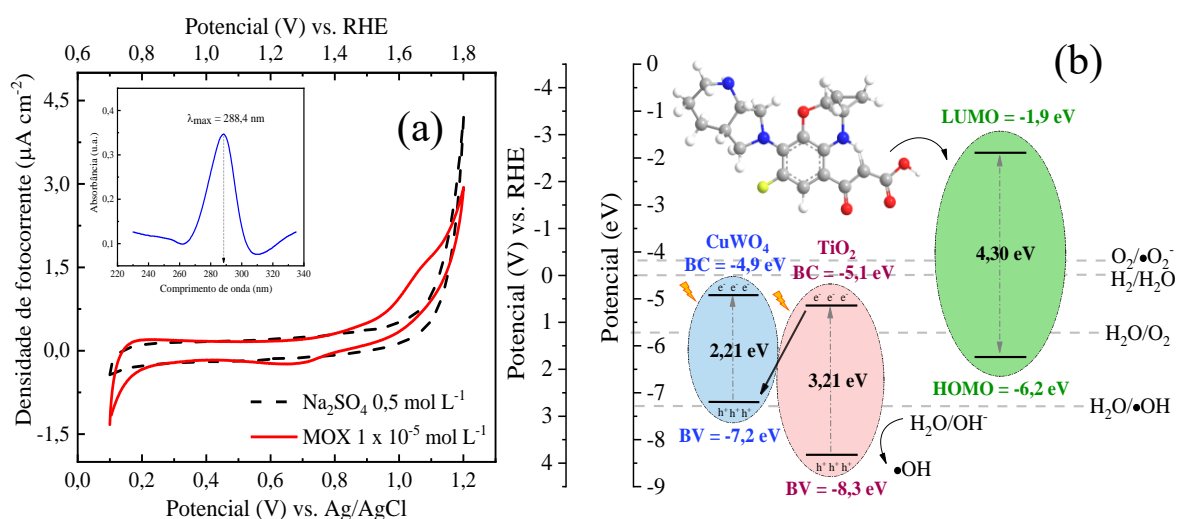 Potencial (V) vs. RHE
0,6 0,8 1,0 1,2 1,4 1,6 1,8
4,5
3,0
1,5
0,0
-1,5
Densidade de fotocorrente (µA cm⁻²)
(a)
0,4
0,3
0,2
0,1
Absorbância (u.a.)
λmax = 288,4 nm
220 240 260 280 300 320 340
Comprimento de onda (nm)
Na₂SO₄ 0,5 mol L⁻¹
MOX 1 x 10⁻⁵ mol L⁻¹
0,0 0,2 0,4 0,6 0,8 1,0 1,2
Potencial (V) vs. Ag/AgCl
-4
-3
-2
-1
0
1
2
3
4
Potencial (V) vs. RHE
0
-1
-2
-3
-4
-5
-6
-7
-8
-9
Potencial (eV)
(b)
LUMO = -1,9 eV
4,30 eV
HOMO = -6,2 eV
CuWO₄
BC = -4,9 eV
e⁻ e⁻ e⁻
2,21 eV
h⁺ h⁺ h⁺
BV = -7,2 eV
TiO₂
BC = -5,1 eV
e⁻ e⁻ e⁻
3,21 eV
h⁺ h⁺ h⁺
BV = -8,3 eV
O₂/•O₂⁻
H₂/H₂O
H₂O/O₂
H₂O/•OH
H₂O/OH⁻
•OH